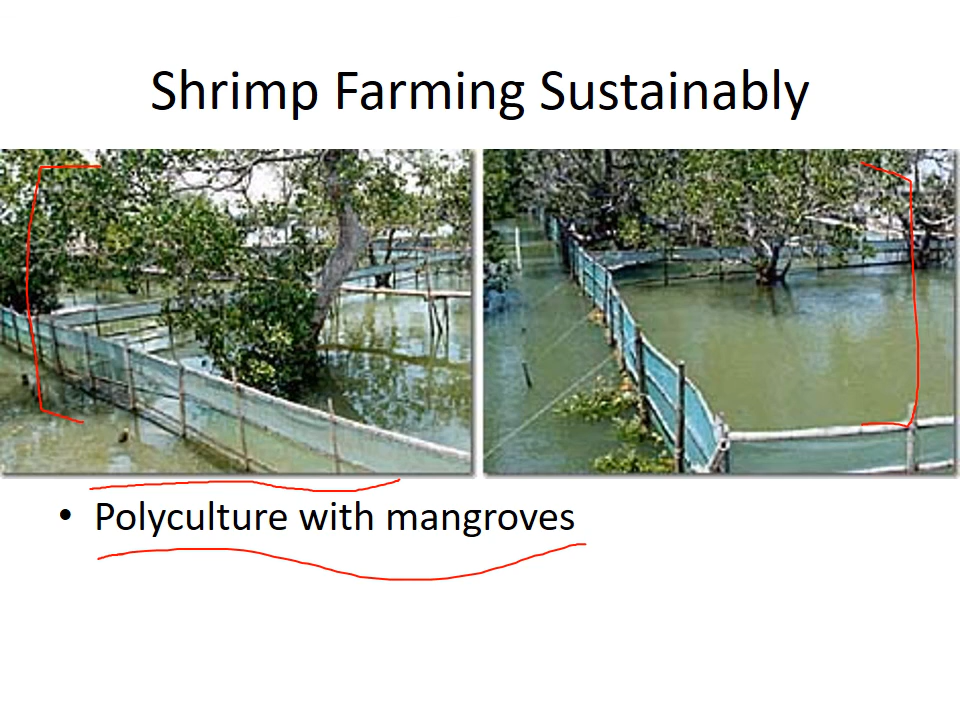 Shrimp Farming Sustainably
• Polyculture with mangroves